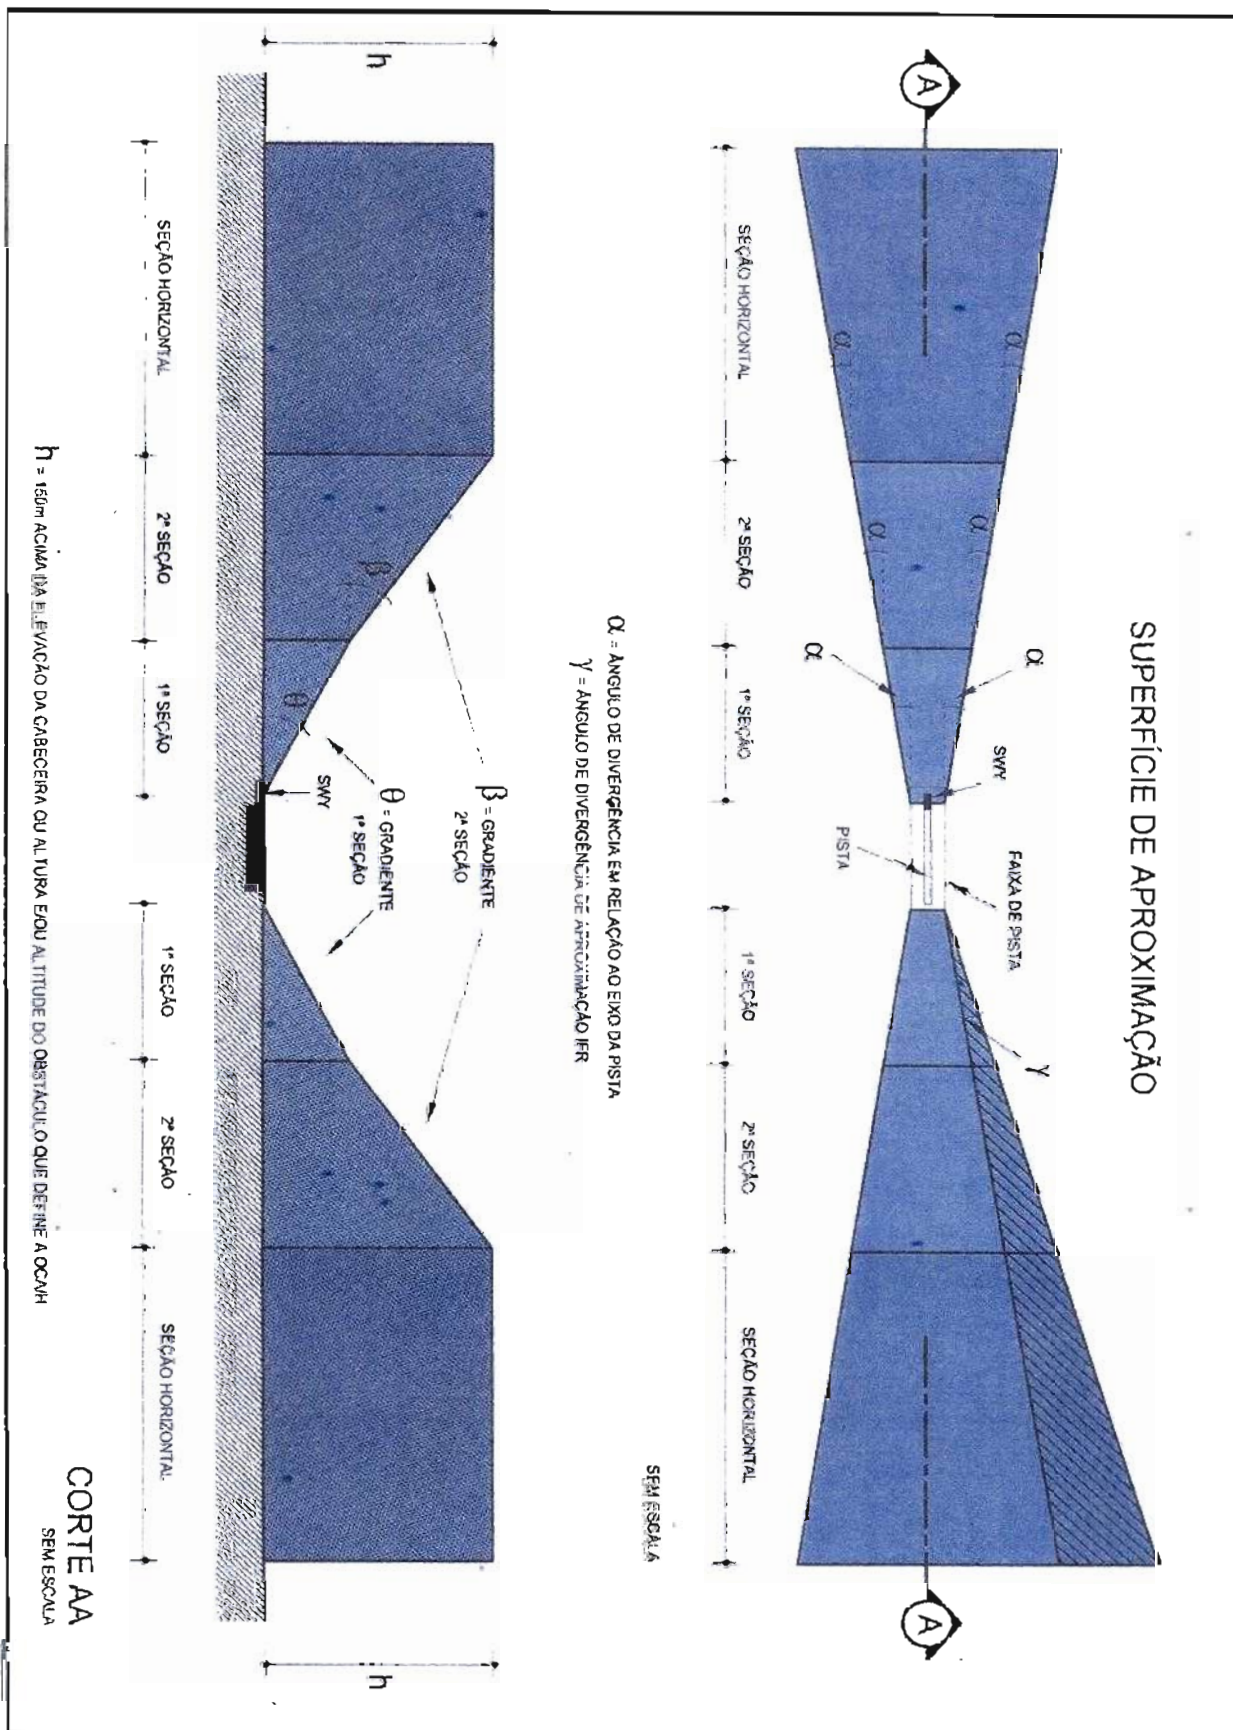 SUPERFÍCIE DE APROXIMAÇÃO
A
A
α
α
α
α
α
α
SWY
PISTA
FAIXA DE PISTA
γ
SEÇÃO HORIZONTAL
2ª SEÇÃO
1ª SEÇÃO
1ª SEÇÃO
2ª SEÇÃO
SEÇÃO HORIZONTAL
SEM ESCALA
α = ÂNGULO DE DIVERGÊNCIA EM RELAÇÃO AO EIXO DA PISTA
γ = ÂNGULO DE DIVERGÊNCIA DE APROXIMAÇÃO IFR
h
h
β = GRADIENTE
2ª SEÇÃO
θ = GRADIENTE
1ª SEÇÃO
β
θ
SWY
SEÇÃO HORIZONTAL
2ª SEÇÃO
1ª SEÇÃO
1ª SEÇÃO
2ª SEÇÃO
SEÇÃO HORIZONTAL
CORTE AA
SEM ESCALA
h = 150m ACIMA DA ELEVAÇÃO DA CABECEIRA OU ALTURA E/OU ALTITUDE DO OBSTÁCULO QUE DEFINE A OCA/H